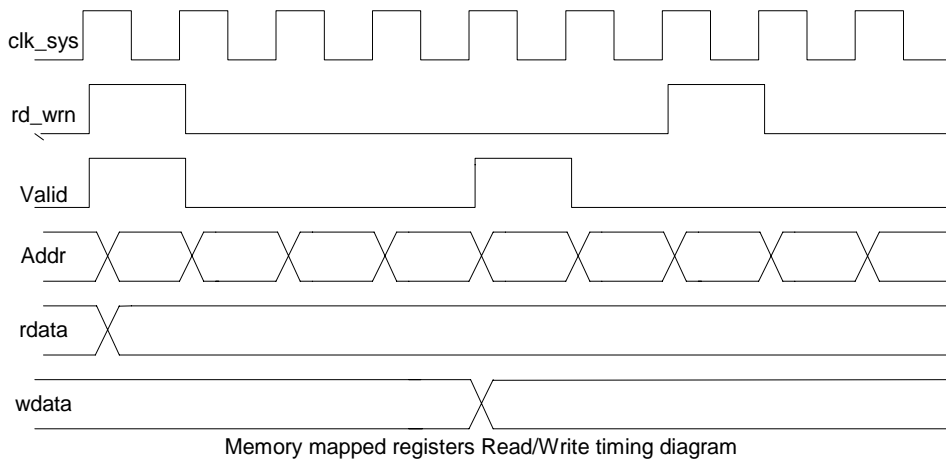 clk_sys
rd_wrn
Valid
Addr
rdata
wdata
Memory mapped registers Read/Write timing diagram